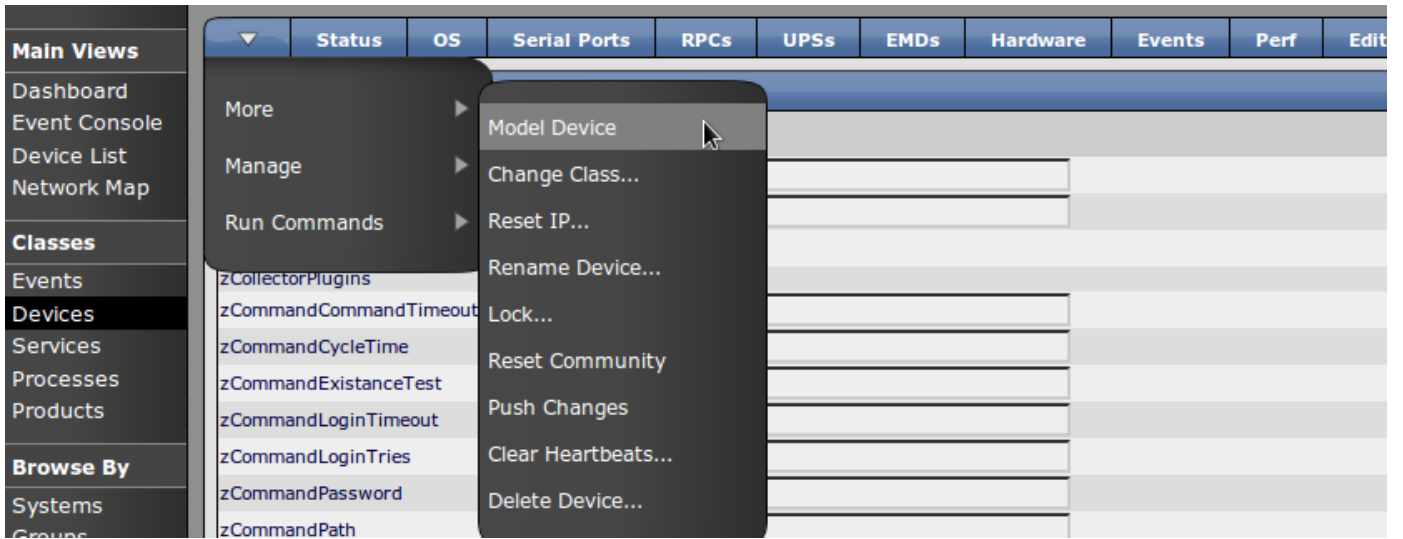 Main Views
Dashboard
Event Console
Device List
Network Map
Classes
Events
Devices
Services
Processes
Products
Browse By
Systems
Groups
Status OS Serial Ports RPCs UPSs EMDs Hardware Events Perf Edit
More
Manage
Run Commands
Model Device
Change Class...
Reset IP...
Rename Device...
Lock...
Reset Community
Push Changes
Clear Heartbeats...
Delete Device...
zCollectorPlugins
zCommandCommandTimeout
zCommandCycleTime
zCommandExistanceTest
zCommandLoginTimeout
zCommandLoginTries
zCommandPassword
zCommandPath